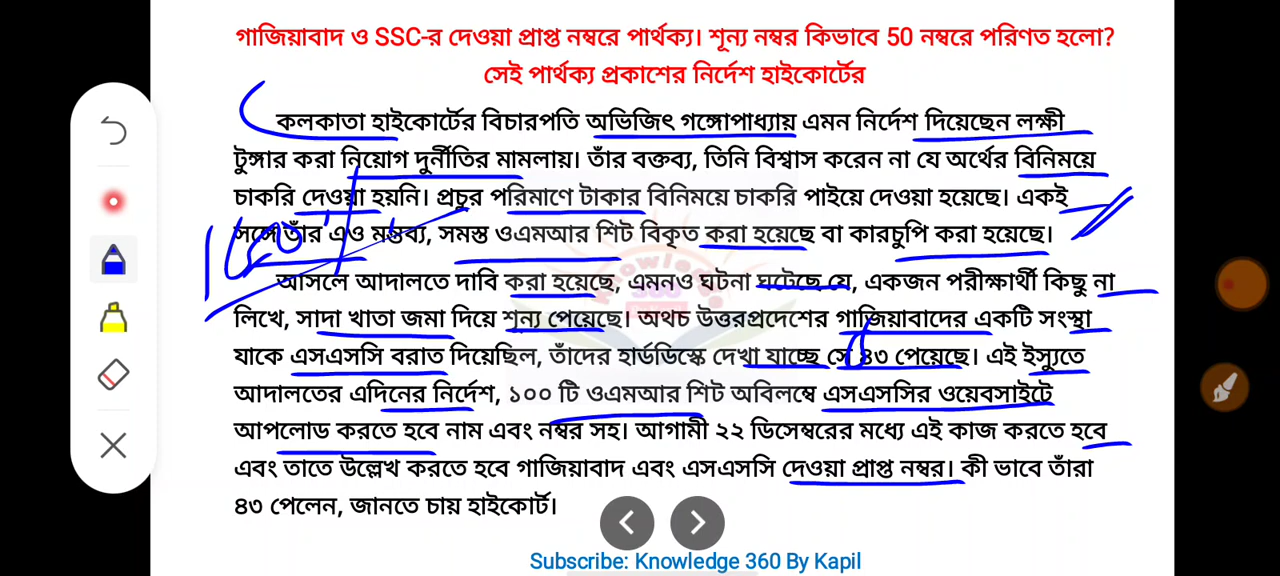 গাজিয়াবাদ ও SSC-র দেওয়া প্রাপ্ত নম্বরে পার্থক্য। শূন্য নম্বর কিভাবে 50 নম্বরে পরিণত হলো?
সেই পার্থক্য প্রকাশের নির্দেশ হাইকোর্টের
কলকাতা হাইকোর্টের বিচারপতি অভিজিৎ গঙ্গোপাধ্যায় এমন নির্দেশ দিয়েছেন লক্ষী
টুঙ্গার করা নিয়োগ দুর্নীতির মামলায়। তাঁর বক্তব্য, তিনি বিশ্বাস করেন না যে অর্থের বিনিময়ে
চাকরি দেওয়া হয়নি। প্রচুর পরিমাণে টাকার বিনিময়ে চাকরি পাইয়ে দেওয়া হয়েছে। একই
সঙ্গে তাঁর এও মন্তব্য, সমস্ত ওএমআর শিট বিকৃত করা হয়েছে বা কারচুপি করা হয়েছে।
আসলে আদালতে দাবি করা হয়েছে, এমনও ঘটনা ঘটেছে যে, একজন পরীক্ষার্থী কিছু না
লিখে, সাদা খাতা জমা দিয়ে শূন্য পেয়েছে। অথচ উত্তরপ্রদেশের গাজিয়াবাদের একটি সংস্থা
যাকে এসএসসি বরাত দিয়েছিল, তাঁদের হার্ডডিস্কে দেখা যাচ্ছে সে ৪৩ পেয়েছে। এই ইস্যুতে
আদালতের এদিনের নির্দেশ, ১০০ টি ওএমআর শিট অবিলম্বে এসএসসির ওয়েবসাইটে
আপলোড করতে হবে নাম এবং নম্বর সহ। আগামী ২২ ডিসেম্বরের মধ্যে এই কাজ করতে হবে
এবং তাতে উল্লেখ করতে হবে গাজিয়াবাদ এবং এসএসসি দেওয়া প্রাপ্ত নম্বর। কী ভাবে তাঁরা
৪৩ পেলেন, জানতে চায় হাইকোর্ট।
Subscribe: Knowledge 360 By Kapil